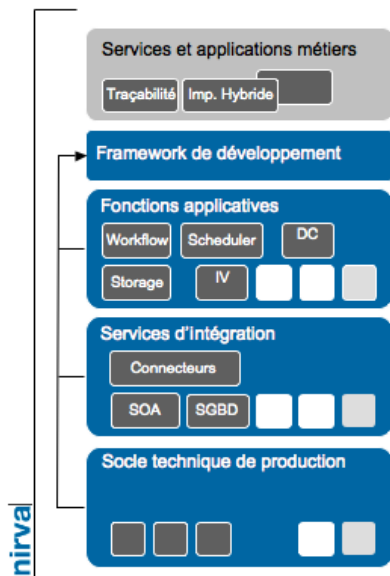 Services et applications métiers
Traçabilité Imp. Hybride
Framework de développement
Fonctions applicatives
Workflow Scheduler DC
Storage IV
Services d'intégration
Connecteurs
SOA SGBD
Socle technique de production
nirva